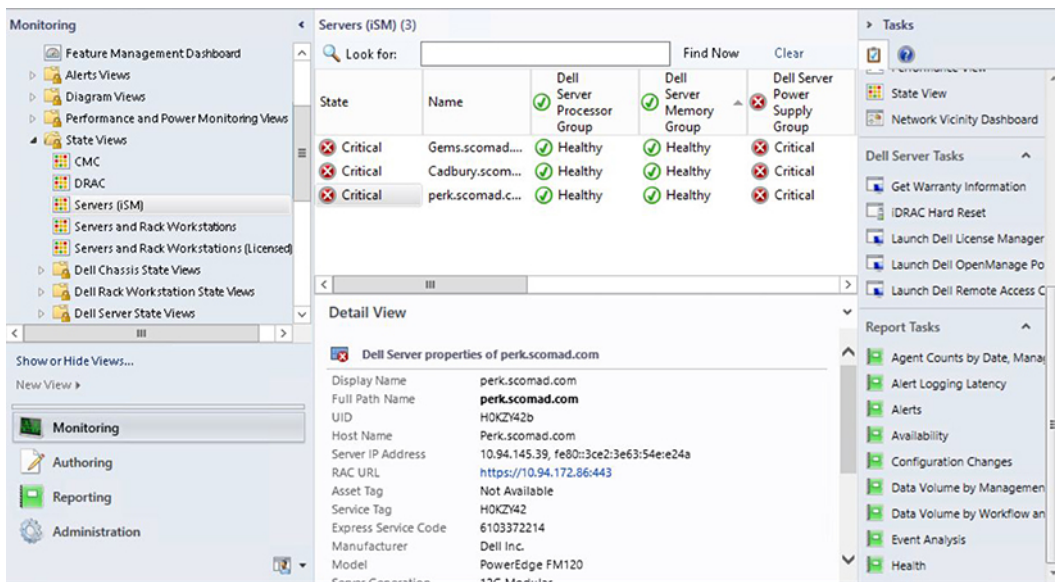 Monitoring
Feature Management Dashboard
Alerts Views
Diagram Views
Performance and Power Monitoring Views
State Views
CMC
DRAC
Servers (iSM)
Servers and Rack Workstations
Servers and Rack Workstations (Licensed)
Dell Chassis State Views
Dell Rack Workstation State Views
Dell Server State Views
Show or Hide Views...
New View
Monitoring
Authoring
Reporting
Administration
Servers (iSM) (3)
Look for: Find Now Clear
State Name Dell Server Processor Group Dell Server Memory Group Dell Server Power Supply Group
Critical Gems.scomad.... Healthy Healthy Critical
Critical Cadbury.scom... Healthy Healthy Critical
Critical perk.scomad.c... Healthy Healthy Critical
Detail View
Dell Server properties of perk.scomad.com
Display Name perk.scomad.com
Full Path Name perk.scomad.com
UID H0KZY42b
Host Name Perk.scomad.com
Server IP Address 10.94.145.39, fe80::3ce2:3e63:54e:e24a
RAC URL https://10.94.172.86:443
Asset Tag Not Available
Service Tag H0KZY42
Express Service Code 6103372214
Manufacturer Dell Inc.
Model PowerEdge FM120
Tasks
State View
Network Vicinity Dashboard
Dell Server Tasks
Get Warranty Information
iDRAC Hard Reset
Launch Dell License Manager
Launch Dell OpenManage Po
Launch Dell Remote Access C
Report Tasks
Agent Counts by Date, Mana
Alert Logging Latency
Alerts
Availability
Configuration Changes
Data Volume by Managemen
Data Volume by Workflow an
Event Analysis
Health